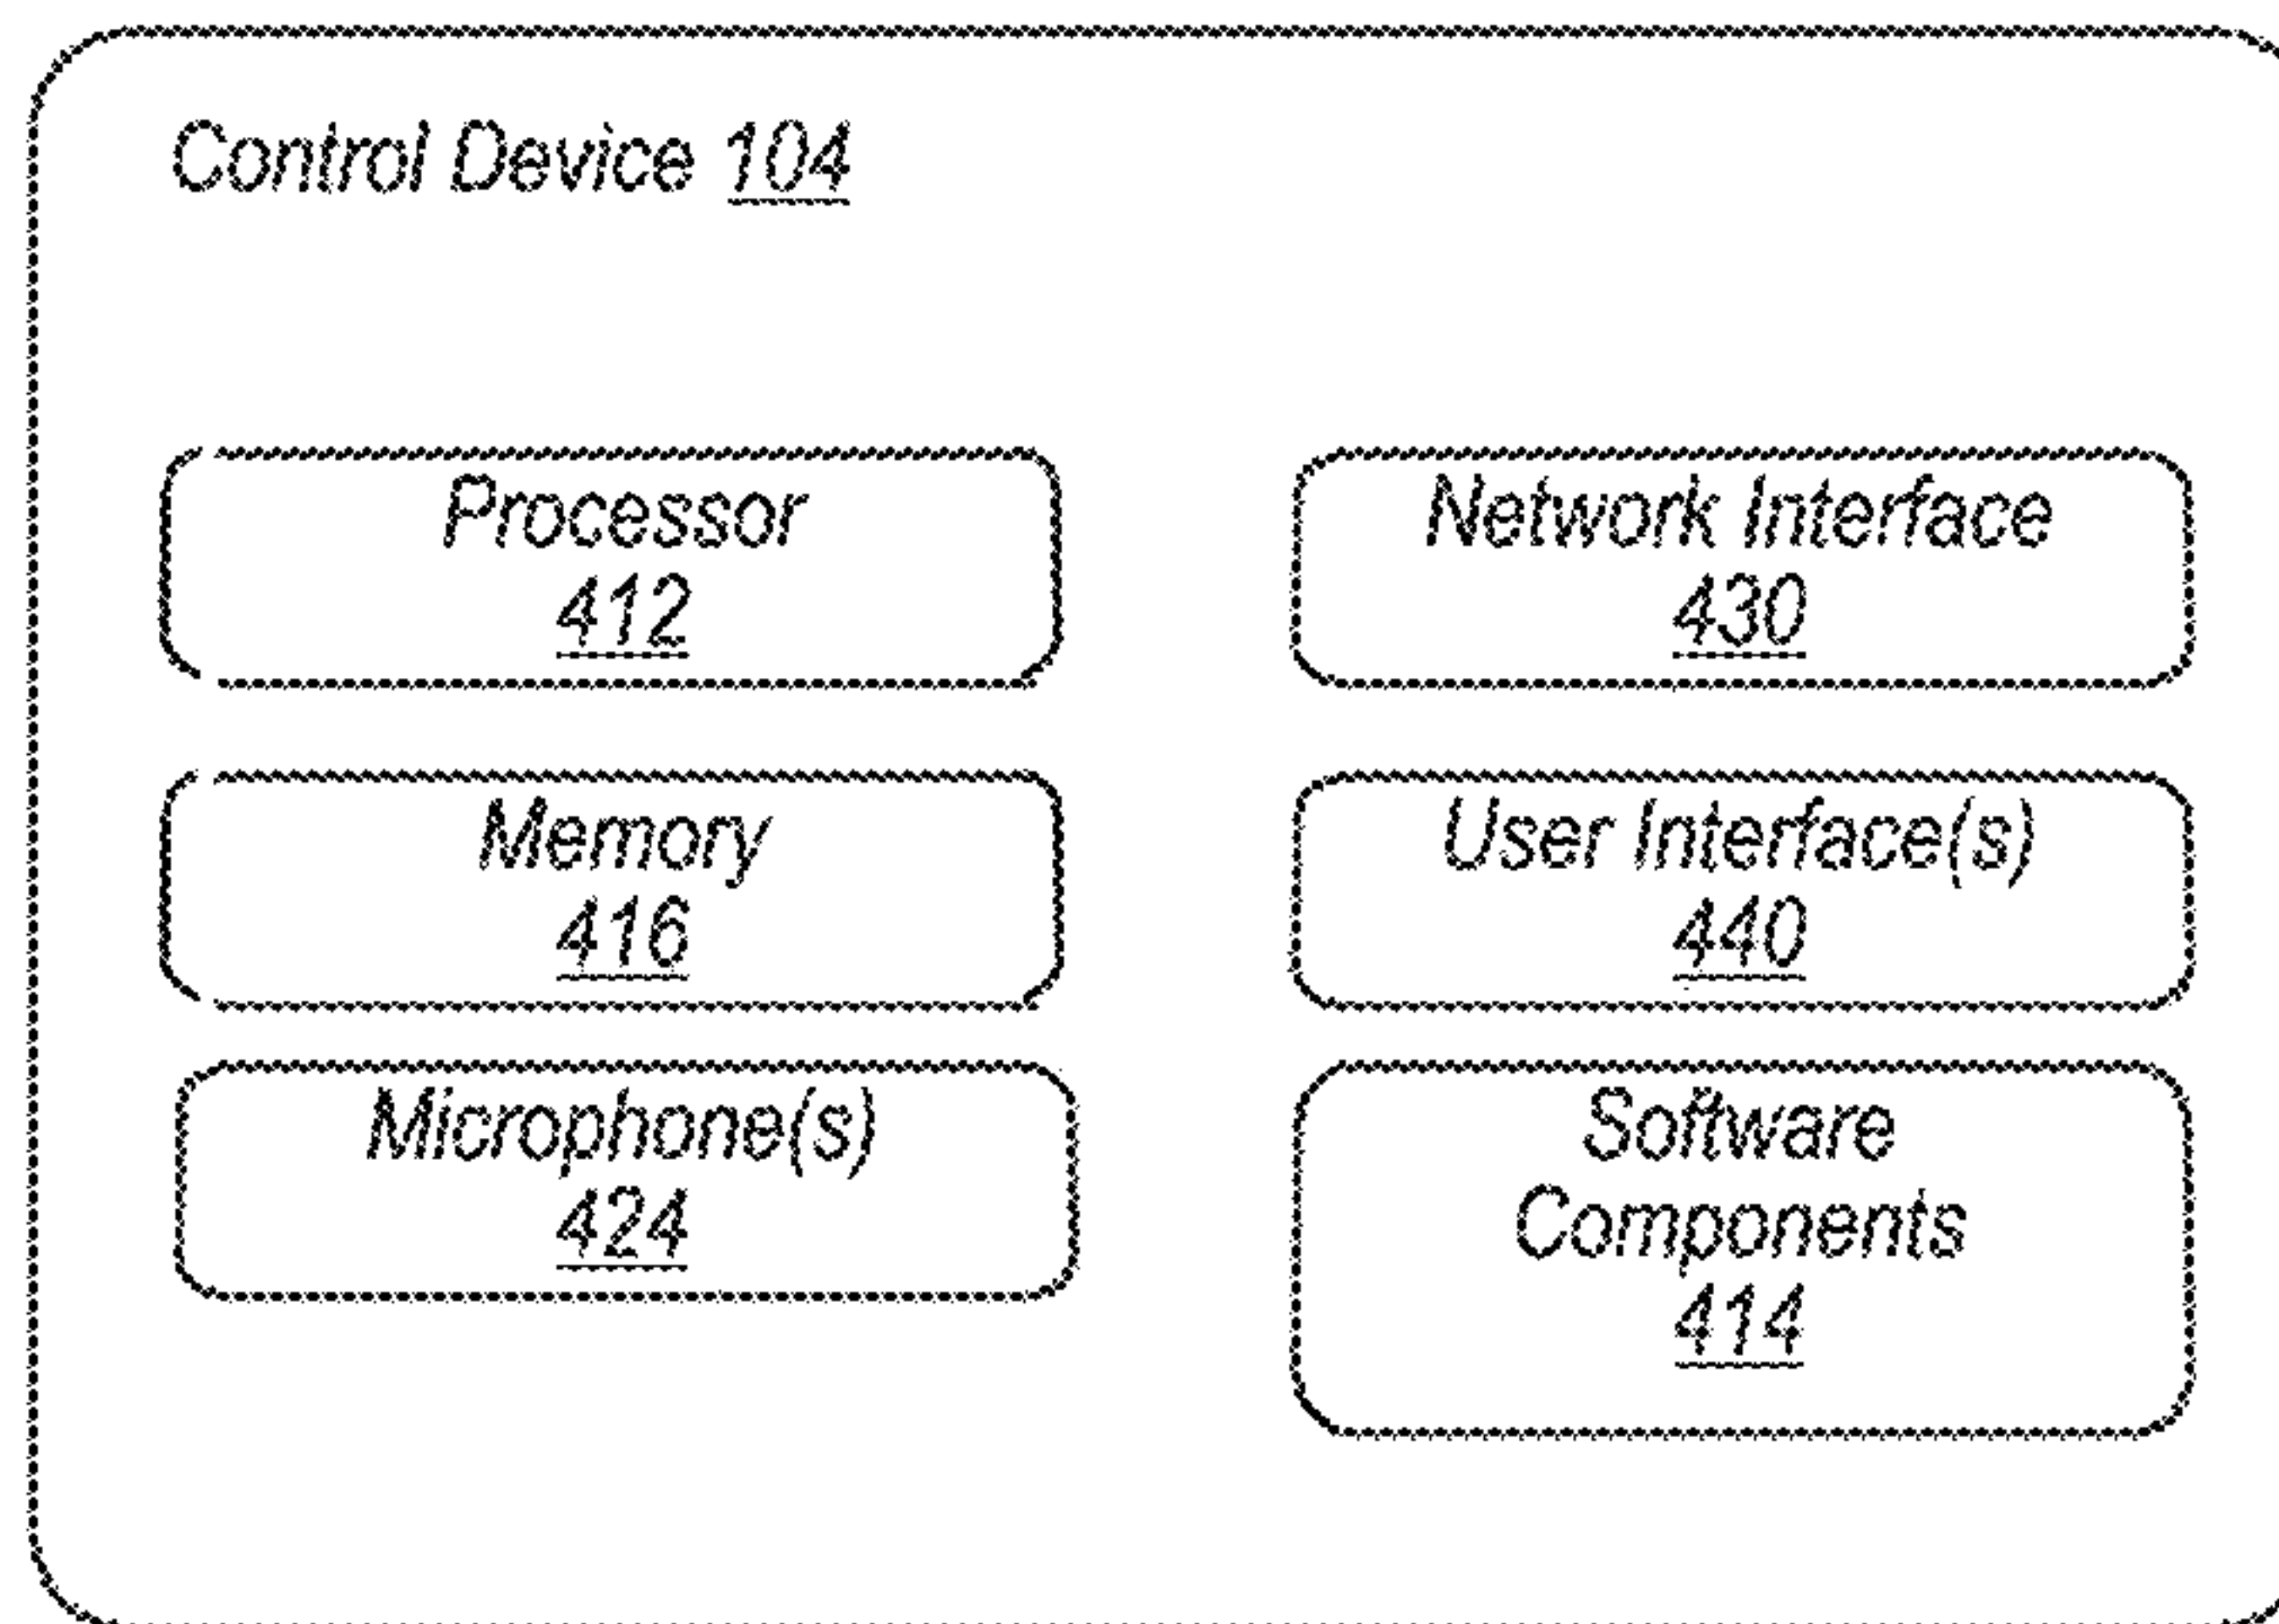 Control Device 104
Processor
412
Network Interface
430
Memory
416
User Interface(s)
440
Microphone(s)
424
Software
Components
414